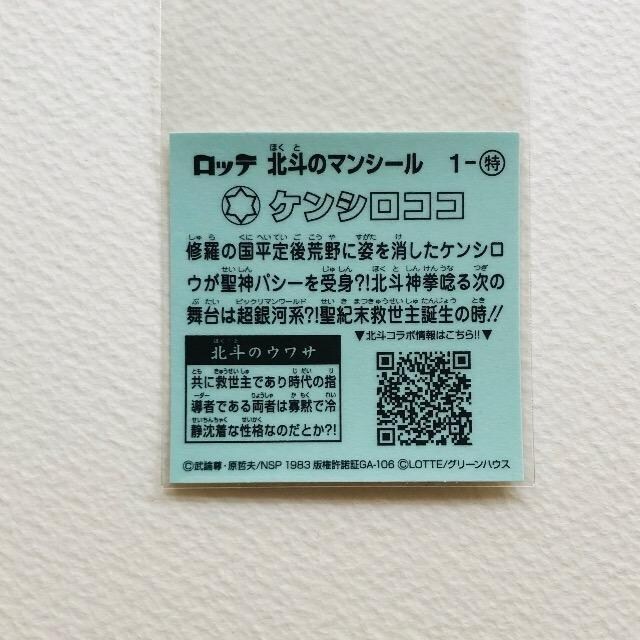 ロッテ 北斗のマンシール 1-特
ケンシロココ
修羅の国平定後荒野に姿を消したケンシロ
ウが聖神パシーを受身?!北斗神拳唸る次の
舞台は超銀河系?!聖紀末救世主誕生の時!!
▼北斗コラボ情報はこちら!!▼
北斗のウワサ
共に救世主であり時代の指
導者である両者は寡黙で冷
静沈着な性格なのだとか?!
©武論尊・原哲夫/NSP 1983 版権許諾証GA-106 ©LOTTE/グリーンハウス